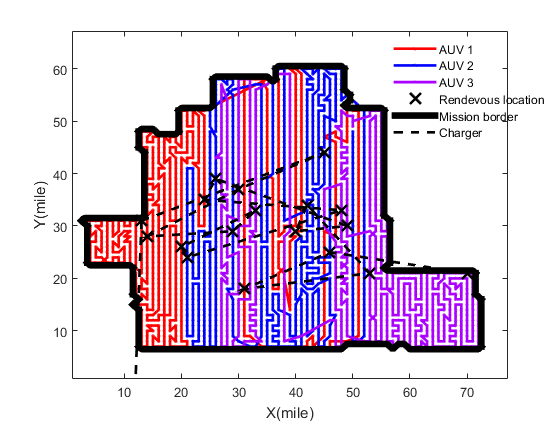 60
50
40
30
20
10
Y(mile)
10
20
30
40
50
60
70
X(mile)
AUV 1
AUV 2
AUV 3
Rendevous location
Mission border
Charger